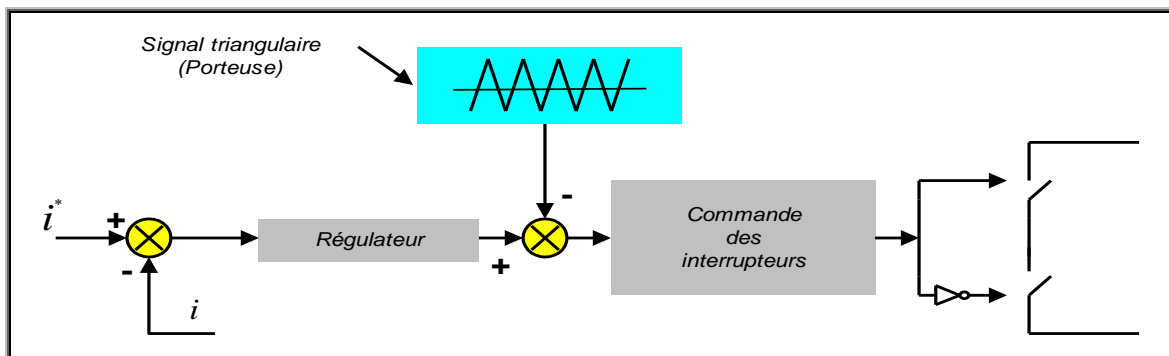 Signal triangulaire
(Porteuse)
-
i*
+
-
i
Régulateur
+
Commande
des
interrupteurs